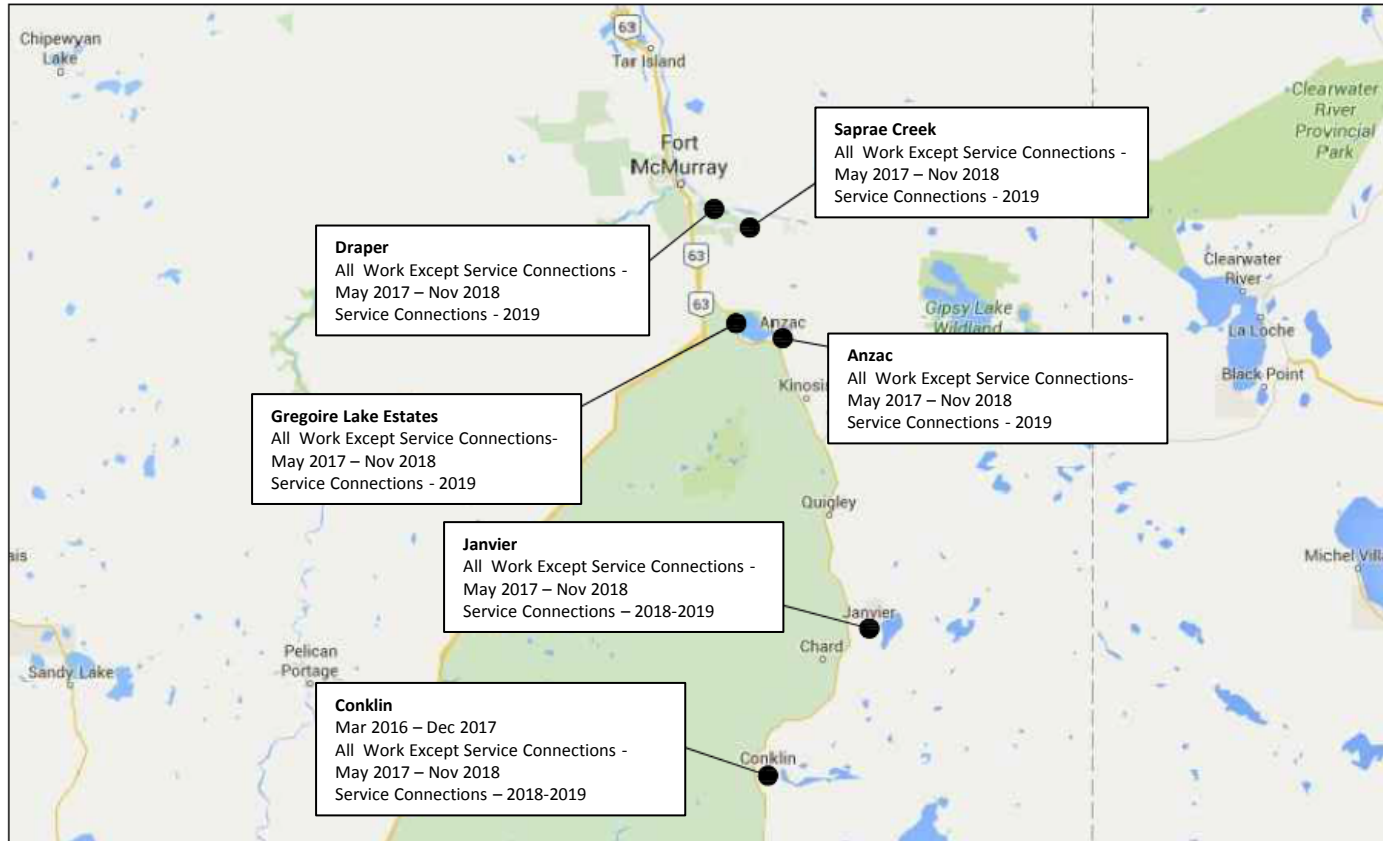 Chipewyan
Lake
63
Tar Island
Clearwater
River
Provincial
Park
Fort
McMurray
Saprae Creek
All Work Except Service Connections -
May 2017 – Nov 2018
Service Connections - 2019
Draper
All Work Except Service Connections -
May 2017 – Nov 2018
Service Connections - 2019
63
63
Clearwater
River
La Loche
Black Point
Gipsy Lake
Wildland
Anzac
Kinosi
Anzac
All Work Except Service Connections-
May 2017 – Nov 2018
Service Connections - 2019
Gregoire Lake Estates
All Work Except Service Connections-
May 2017 – Nov 2018
Service Connections - 2019
Quigley
Janvier
All Work Except Service Connections -
May 2017 – Nov 2018
Service Connections – 2018-2019
ais
Michel Villa
Janvier
Chard
Pelican
Portage
Sandy Lake
Conklin
Mar 2016 – Dec 2017
All Work Except Service Connections -
May 2017 – Nov 2018
Service Connections – 2018-2019
Conklin